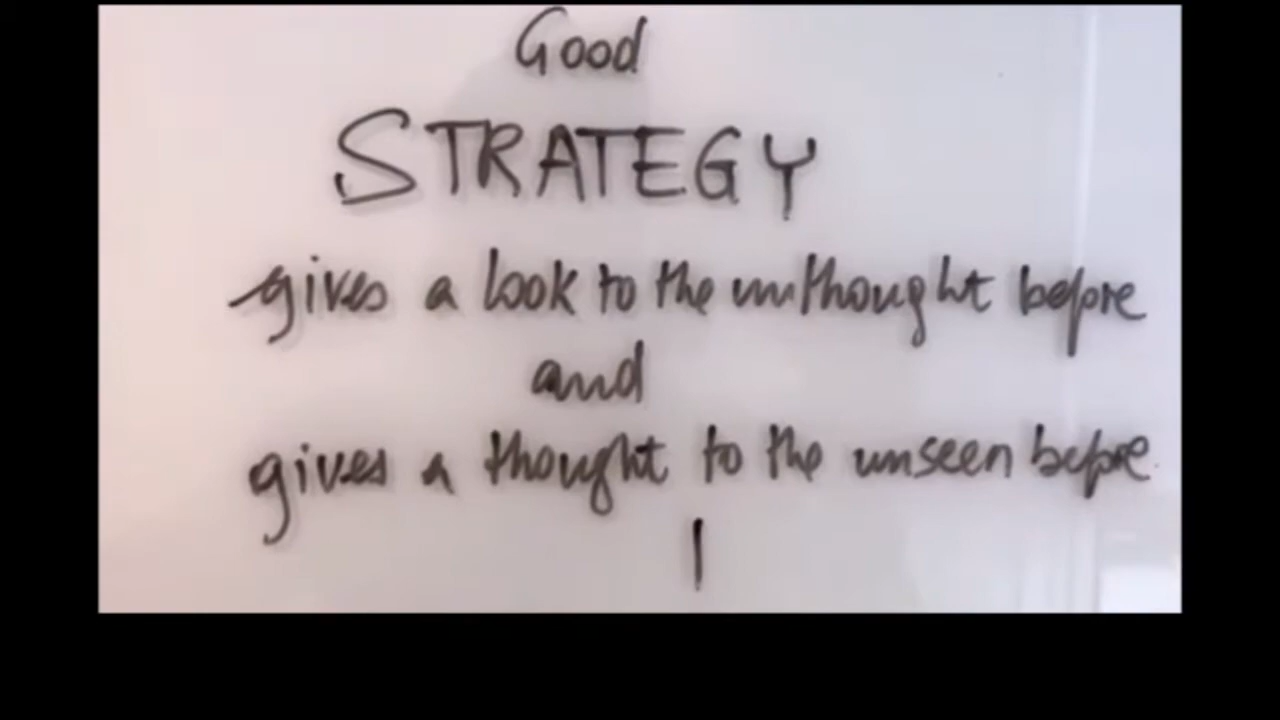 Good
STRATEGY
gives a look to the unthought before
and
gives a thought to the unseen before.